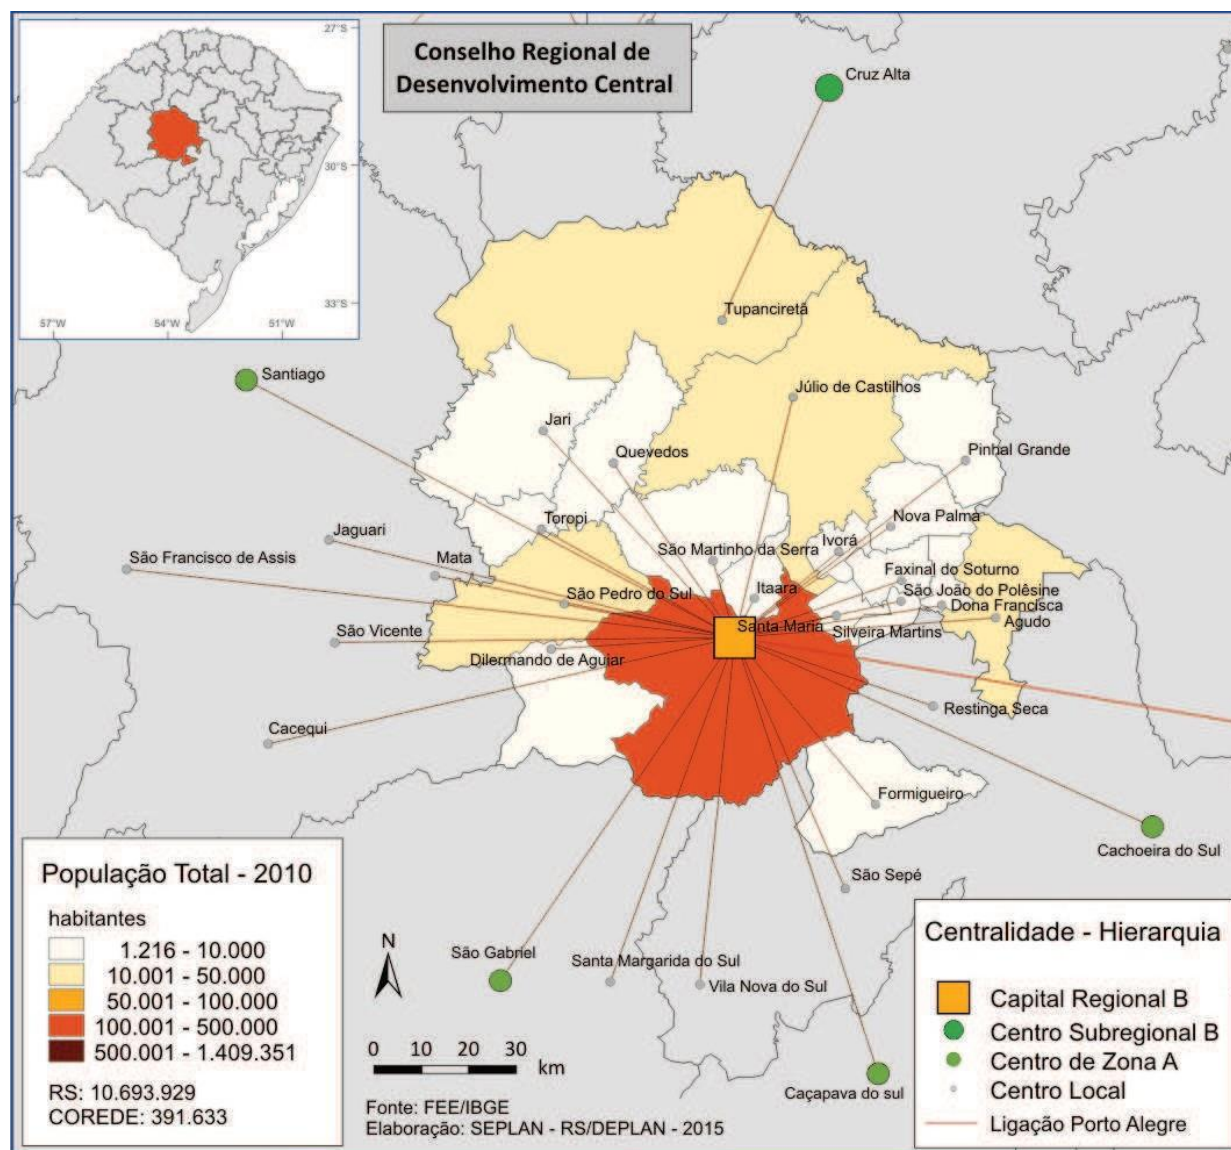 Conselho Regional de
Desenvolvimento Central
27°S
30°S
33°S
57°W
54°W
51°W
Cruz Alta
Tupanciretã
Santiago
Júlio de Castilhos
Jari
Quevedos
Pinhal Grande
Toropi
Nova Palma
Jaguari
Ivorá
São Martinho da Serra
São Francisco de Assis
Mata
Faxinal do Soturno
Itaara
São João do Polêsine
São Pedro do Sul
Dona Francisca
Agudo
Santa Maria
São Vicente
Silveira Martins
Dilermando de Aguiar
Restinga Seca
Cacequi
Formigueiro
Cachoeira do Sul
São Sepé
São Gabriel
Santa Margarida do Sul
Vila Nova do Sul
Caçapava do sul
População Total - 2010
habitantes
1.216 - 10.000
10.001 - 50.000
50.001 - 100.000
100.001 - 500.000
500.001 - 1.409.351
RS: 10.693.929
COREDE: 391.633
N
0 10 20 30
km
Fonte: FEE/IBGE
Elaboração: SEPLAN - RS/DEPLAN - 2015
Centralidade - Hierarquia
Capital Regional B
Centro Subregional B
Centro de Zona A
Centro Local
Ligação Porto Alegre